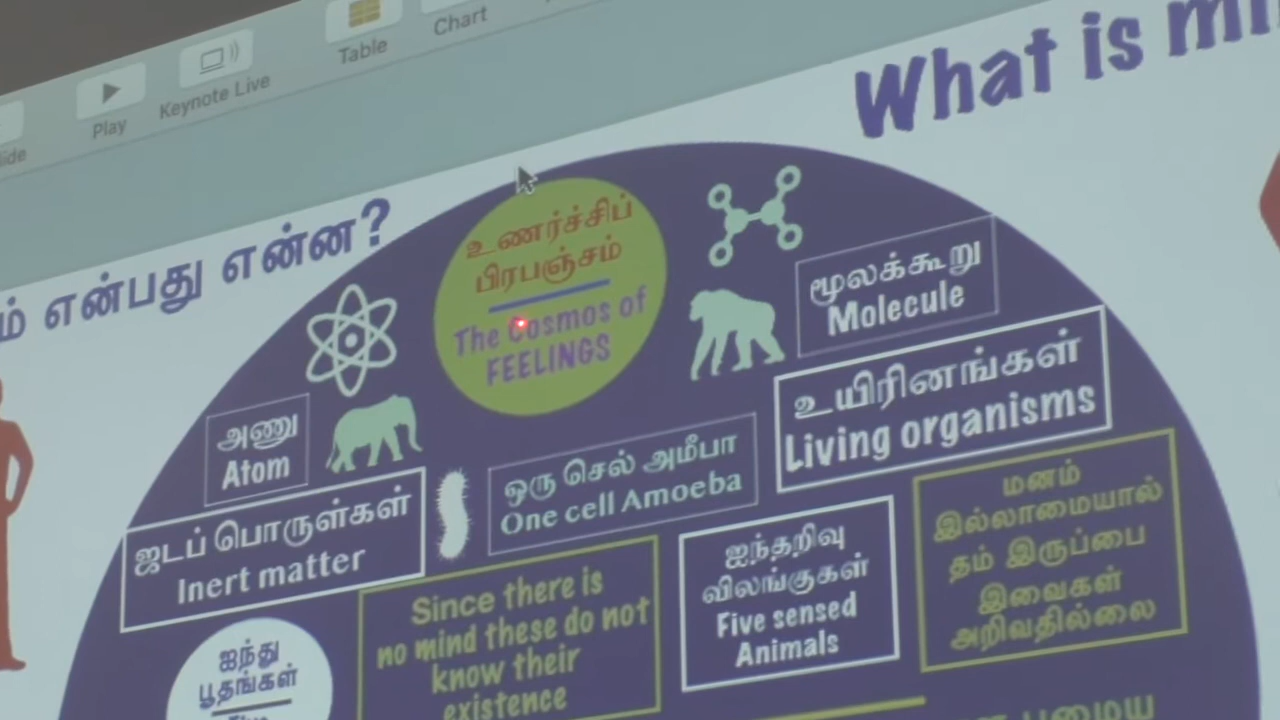 Play
Keynote Live
Table
Chart
What is
என்பது என்ன?
உணர்ச்சிப்
பிரபஞ்சம்
The Cosmos of
FEELINGS
மூலக்கூறு
Molecule
உயிரினங்கள்
Living organisms
அணு
Atom
ஒரு செல் அமீபா
One cell Amoeba
ஜடப் பொருள்கள்
Inert matter
ஐந்தறிவு
விலங்குகள்
Five sensed
Animals
மனம்
இல்லாமையால்
தம் இருப்பை
இவைகள்
அறிவதில்லை
Since there is
no mind these do not
know their
existence
ஐந்து
பூதங்கள்